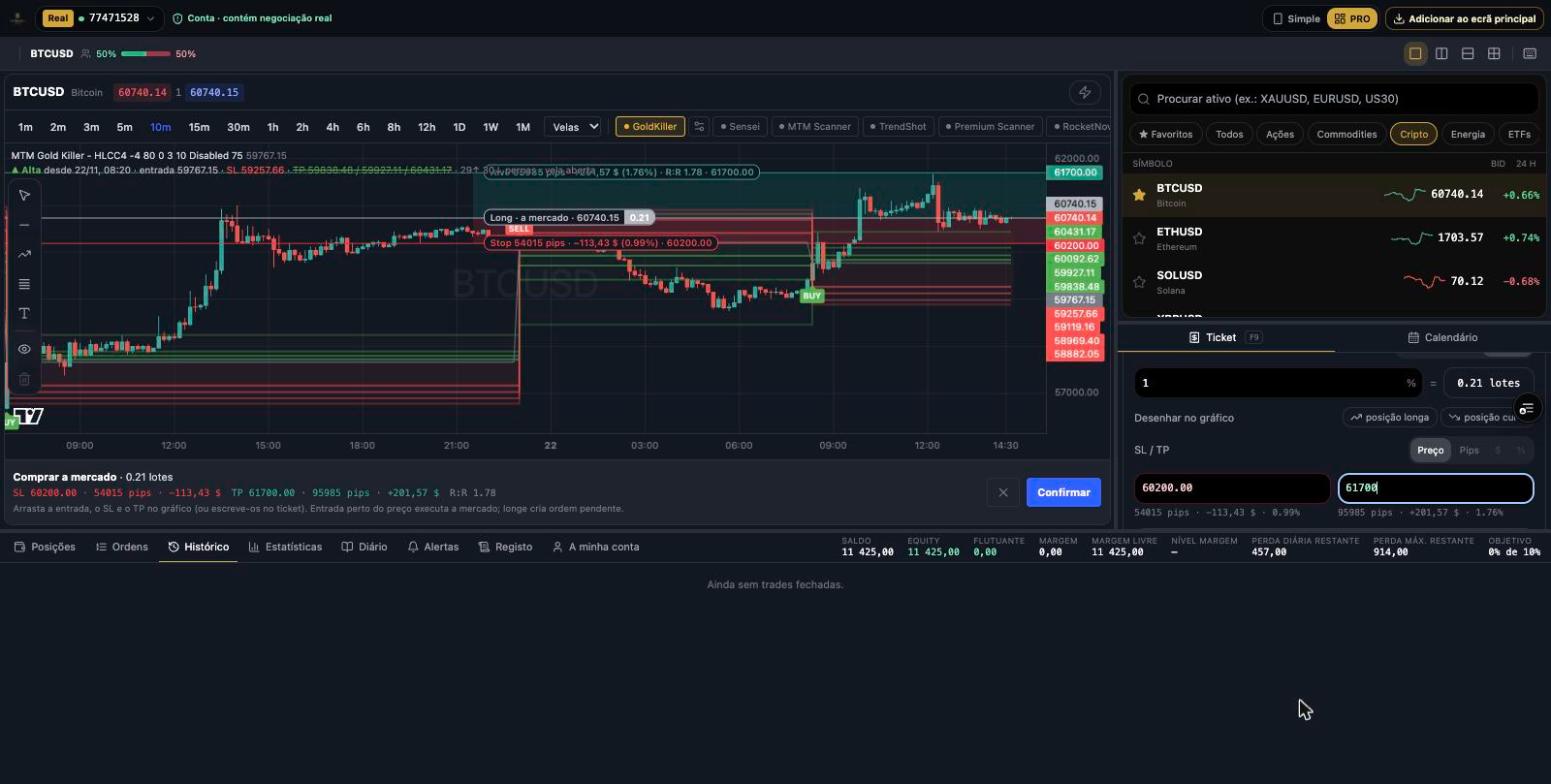 Real 77471528 Conta · contém negociação real Simple PRO Adicionar ao ecrã principal
BTCUSD 50% 50%
BTCUSD Bitcoin 60740.14 1 60740.15
1m 2m 3m 5m 10m 15m 30m 1h 2h 4h 6h 8h 12h 1D 1W 1M Velas GoldKiller Sensei MTM Scanner TrendShot Premium Scanner RocketNov
MTM Gold Killer - HLCC4 -4 80 0 3 10 Disabled 75 59767.15
▲ Alta desde 22/11, 08:20 · entrada 59767.15 · SL 59257.66 · TP 59838.48 / 59927.11 / 60431.17 ·
(1.76%) · R:R 1.78 · 61700.00
Long · a mercado · 60740.15 0.21
SELL
Stop 54015 pips · −113,43 $ (0.99%) · 60200.00
BTCUSD
BUY
UY
62000.00
61700.00
60740.15
60740.14
60431.17
60200.00
60092.62
59927.11
59838.48
59767.15
59257.66
59119.16
58969.40
58882.05
57000.00
09:00 12:00 15:00 18:00 21:00 22 03:00 06:00 09:00 12:00 14:30
Comprar a mercado · 0.21 lotes
SL 60200.00 · 54015 pips · −113,43 $ TP 61700.00 · 95985 pips · +201,57 $ R:R 1.78
Arrasta a entrada, o SL e o TP no gráfico (ou escreve-os no ticket). Entrada perto do preço executa a mercado; longe cria ordem pendente.
Confirmar
Procurar ativo (ex.: XAUUSD, EURUSD, US30)
★ Favoritos Todos Ações Commodities Cripto Energia ETFs
SÍMBOLO BID 24 H
BTCUSD 60740.14 +0.66%
Bitcoin
ETHUSD 1703.57 +0.74%
Ethereum
SOLUSD 70.12 −0.68%
Solana
Ticket F9 Calendário
1 % = 0.21 lotes
Desenhar no gráfico posição longa posição cu
SL / TP Preço Pips $ %
60200.00 61700
54015 pips · −113,43 $ · 0.99% 95985 pips · +201,57 $ · 1.76%
Posições Ordens Histórico Estatísticas Diário Alertas Registo A minha conta
SALDO EQUITY FLUTUANTE MARGEM MARGEM LIVRE NÍVEL MARGEM PERDA DIÁRIA RESTANTE PERDA MÁX. RESTANTE OBJETIVO
11 425,00 11 425,00 0,00 0,00 11 425,00 — 457,00 914,00 0% de 10%
Ainda sem trades fechadas.